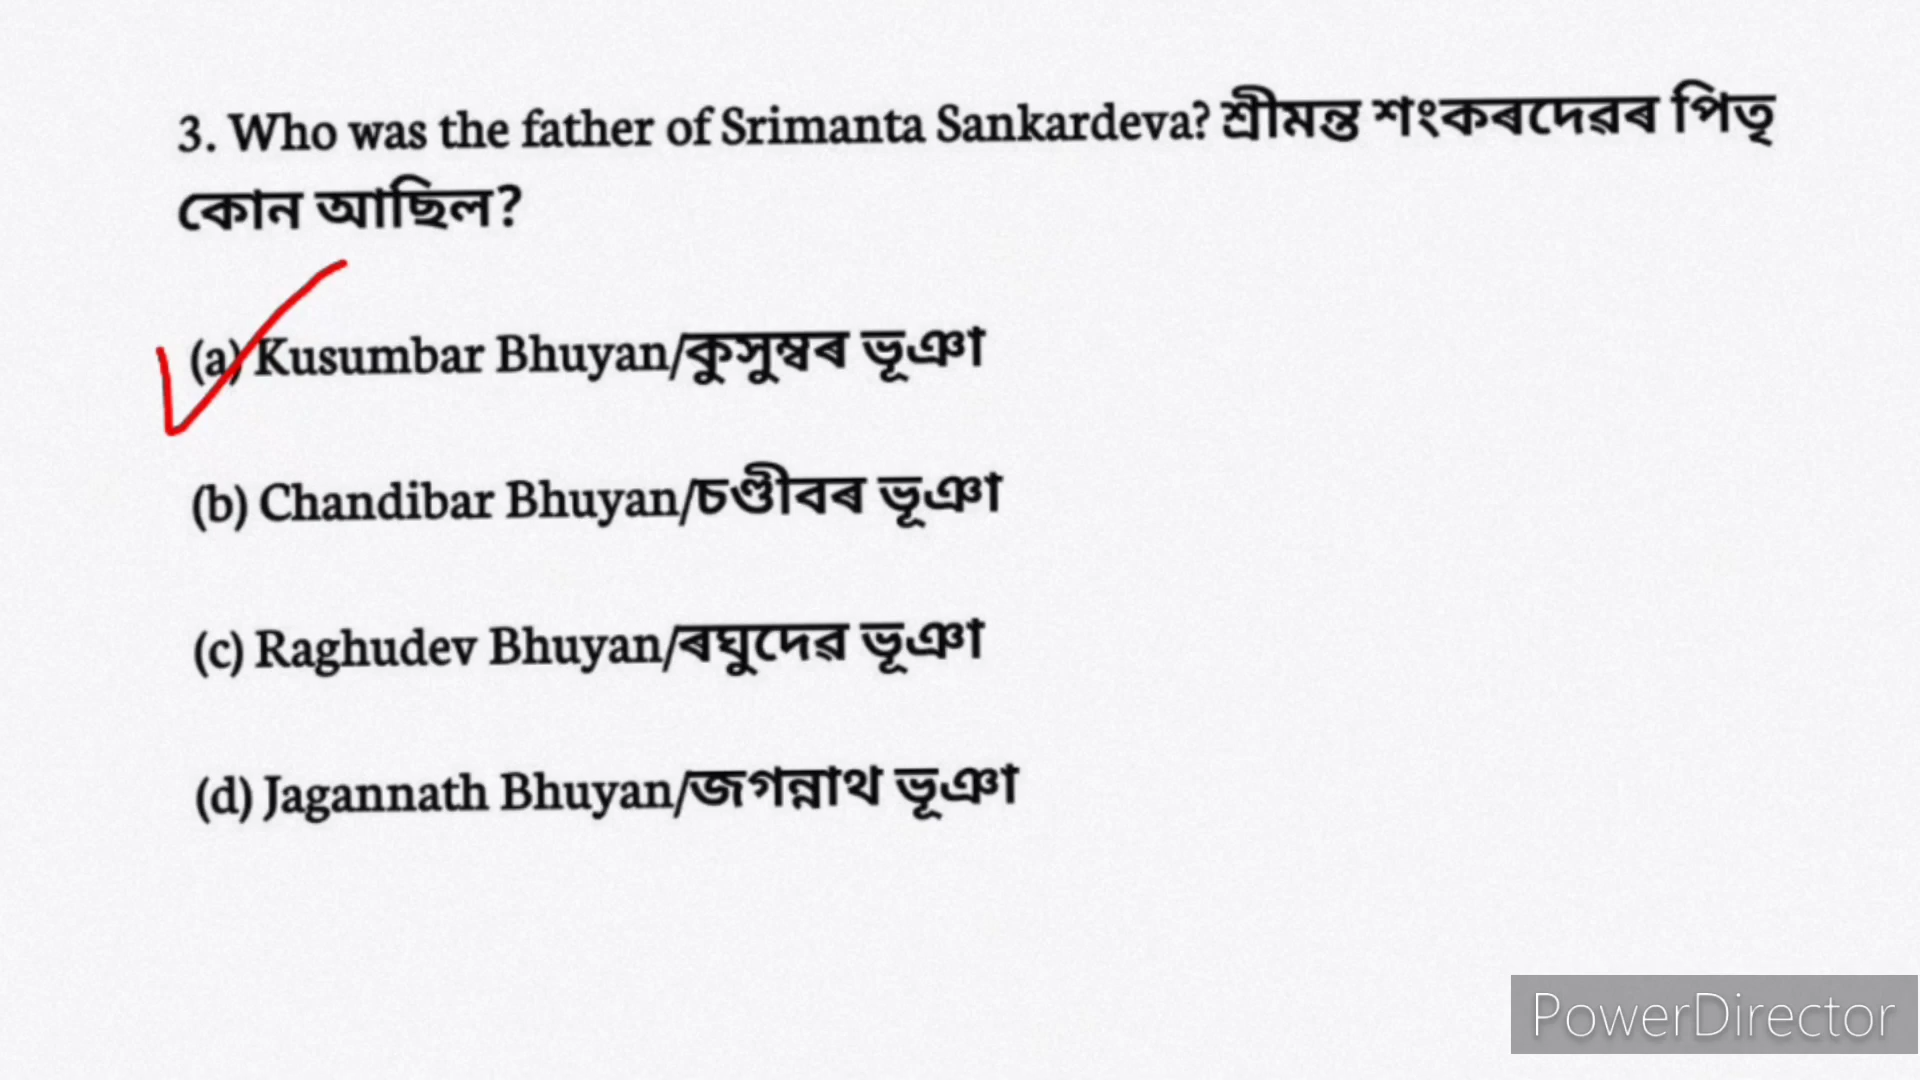 3. Who was the father of Srimanta Sankardeva? শ্ৰীমন্ত শংকৰদেৱৰ পিতৃ
কোন আছিল?
(a) Kusumbar Bhuyan/কুসুম্বৰ ভূঞা
(b) Chandibar Bhuyan/চণ্ডীবৰ ভূঞা
(c) Raghudev Bhuyan/ৰঘুদেৱ ভূঞা
(d) Jagannath Bhuyan/জগন্নাথ ভূঞা
PowerDirector